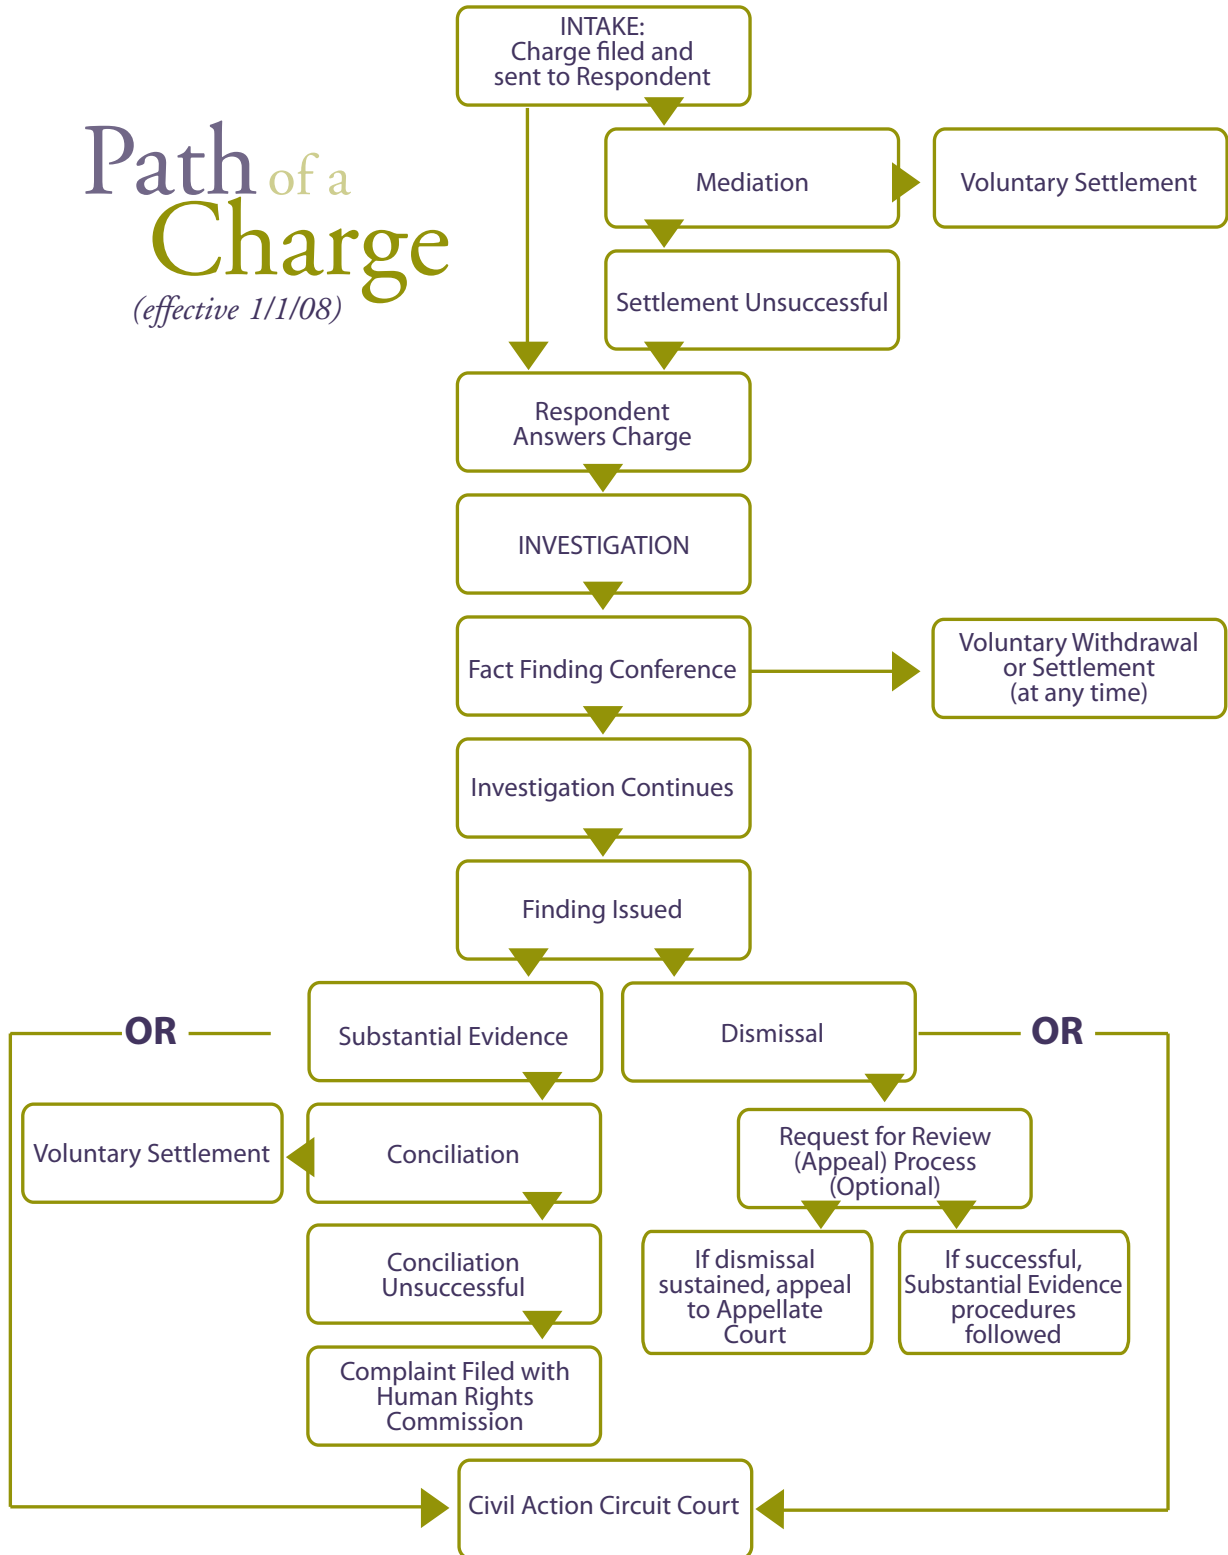 INTAKE:
Charge filed and
sent to Respondent
Path of a
Charge
(effective 1/1/08)
Mediation
Voluntary Settlement
Settlement Unsuccessful
Respondent
Answers Charge
INVESTIGATION
Fact Finding Conference
Voluntary Withdrawal
or Settlement
(at any time)
Investigation Continues
Finding Issued
OR
Substantial Evidence
Dismissal
OR
Voluntary Settlement
Conciliation
Request for Review
(Appeal) Process
(Optional)
Conciliation
Unsuccessful
If dismissal
sustained, appeal
to Appellate
Court
If successful,
Substantial Evidence
procedures
followed
Complaint Filed with
Human Rights
Commission
Civil Action Circuit Court